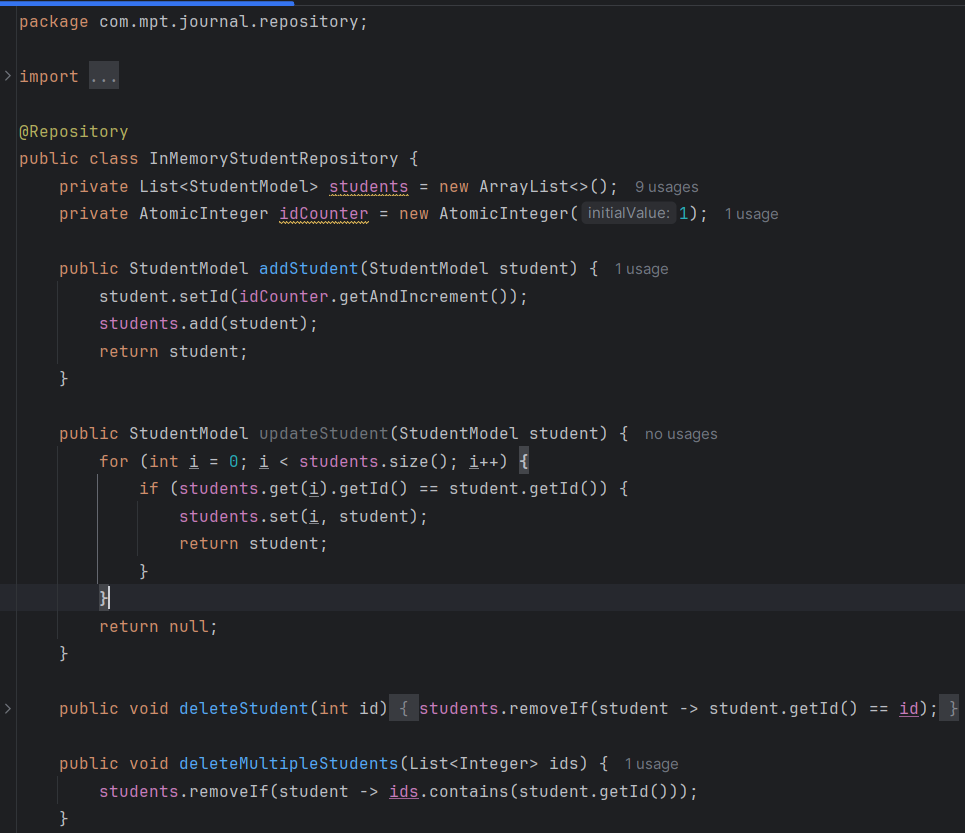 package com.mpt.journal.repository;
import ...
@Repository
public class InMemoryStudentRepository {
private List<StudentModel> students = new ArrayList<>(); 9 usages
private AtomicInteger idCounter = new AtomicInteger( initialValue: 1); 1 usage
public StudentModel addStudent(StudentModel student) { 1 usage
student.setId(idCounter.getAndIncrement());
students.add(student);
return student;
}
public StudentModel updateStudent(StudentModel student) { no usages
for (int i = 0; i < students.size(); i++) {
if (students.get(i).getId() == student.getId()) {
students.set(i, student);
return student;
}
}
return null;
}
public void deleteStudent(int id) { students.removeIf(student -> student.getId() == id); }
public void deleteMultipleStudents(List<Integer> ids) { 1 usage
students.removeIf(student -> ids.contains(student.getId()));
}